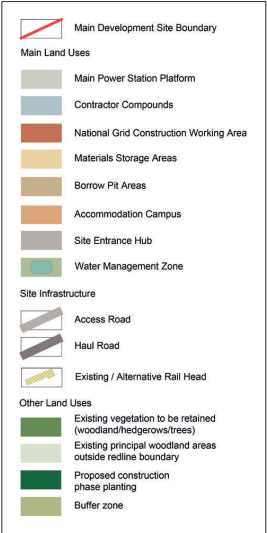 Main Development Site Boundary
Main Land Uses
Main Power Station Platform
Contractor Compounds
National Grid Construction Working Area
Materials Storage Areas
Borrow Pit Areas
Accommodation Campus
Site Entrance Hub
Water Management Zone
Site Infrastructure
Access Road
Haul Road
Existing / Alternative Rail Head
Other Land Uses
Existing vegetation to be retained
(woodland/hedgerows/trees)
Existing principal woodland areas
outside redline boundary
Proposed construction
phase planting
Buffer zone